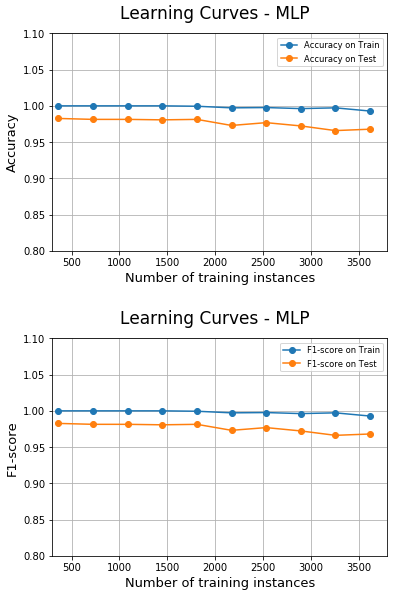 Learning Curves - MLP
1.10
1.05
1.00
0.95
0.90
0.85
0.80
Accuracy
Accuracy on Train
Accuracy on Test
500 1000 1500 2000 2500 3000 3500
Number of training instances
Learning Curves - MLP
1.10
1.05
1.00
0.95
0.90
0.85
0.80
F1-score
F1-score on Train
F1-score on Test
500 1000 1500 2000 2500 3000 3500
Number of training instances